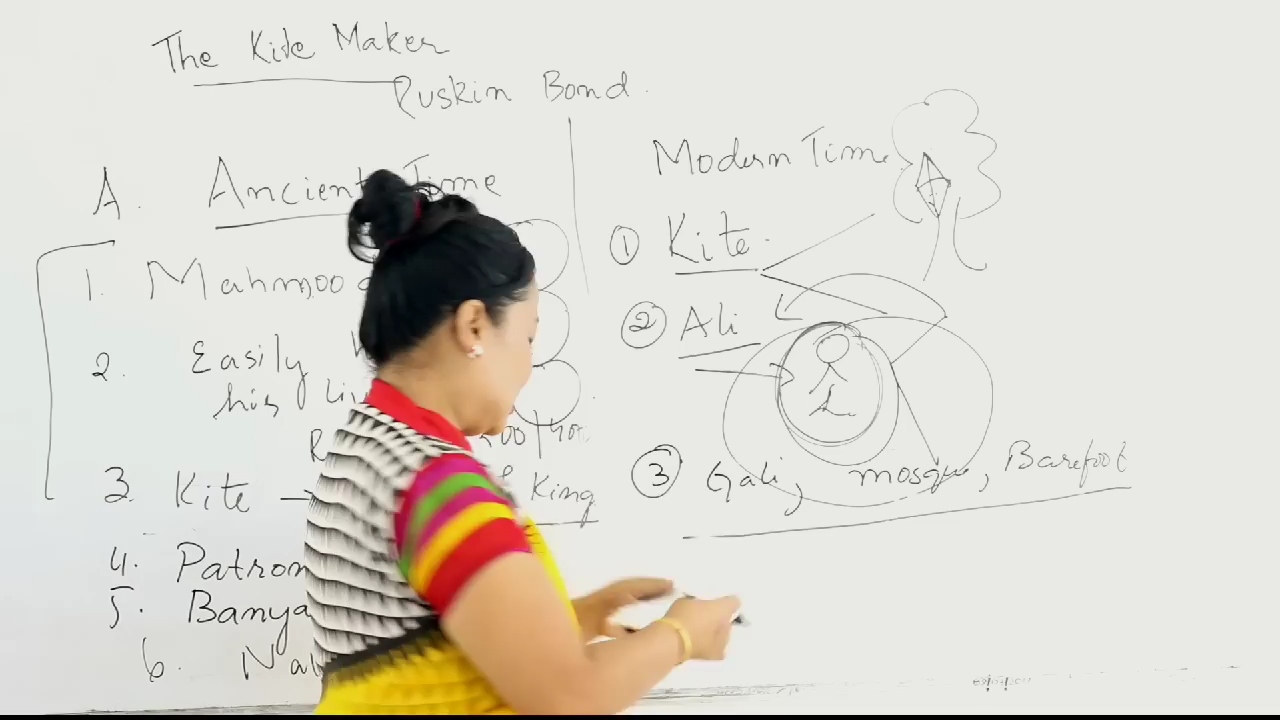 The Kite Maker
Ruskin Bond.
A. Ancient Time
1. Mahmoo
2. Easily
his Liv
3. Kite → King
4. Patron
5. Banya
6. Na
Modern Time
① Kite.
② Ali
③ Gali, mosque, Barefoot